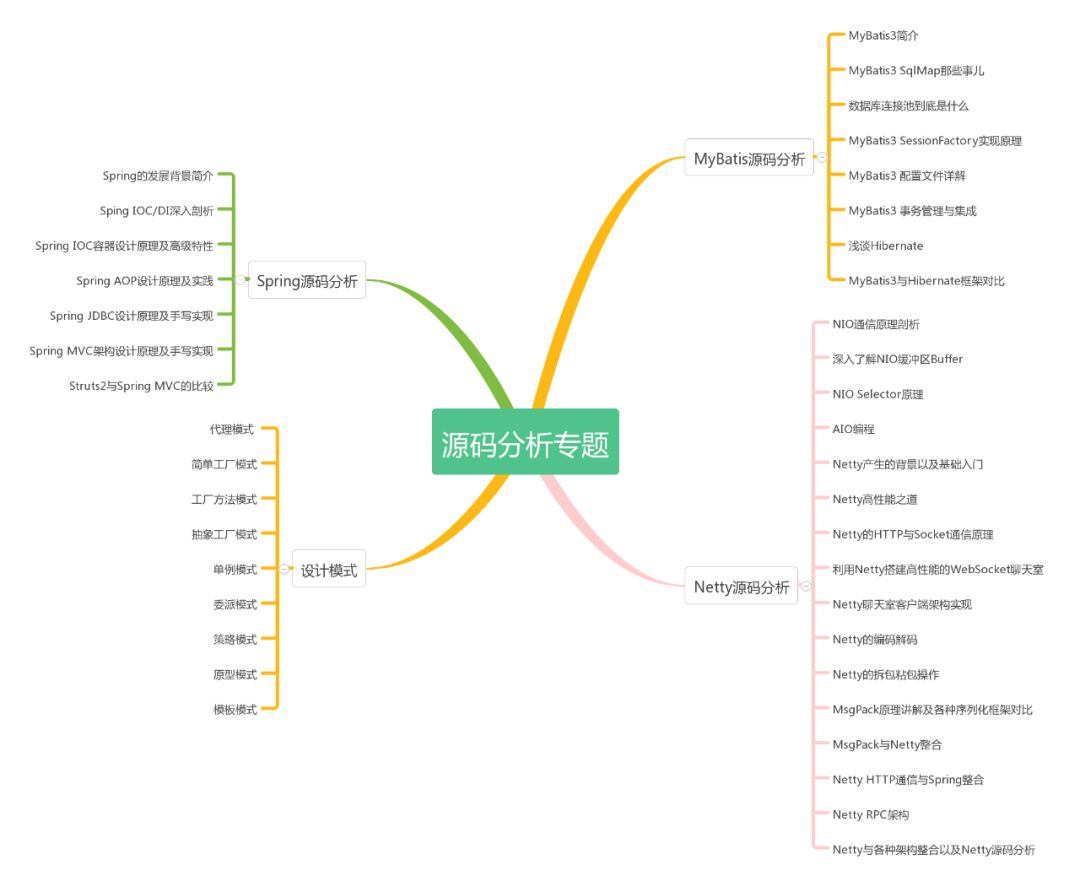 源码分析专题
MyBatis源码分析
MyBatis3简介
MyBatis3 SqlMap那些事儿
数据库连接池到底是什么
MyBatis3 SessionFactory实现原理
MyBatis3 配置文件详解
MyBatis3 事务管理与集成
浅谈Hibernate
MyBatis3与Hibernate框架对比
Netty源码分析
NIO通信原理剖析
深入了解NIO缓冲区Buffer
NIO Selector原理
AIO编程
Netty产生的背景以及基础入门
Netty高性能之道
Netty的HTTP与Socket通信原理
利用Netty搭建高性能的WebSocket聊天室
Netty聊天室客户端架构实现
Netty的编码解码
Netty的拆包粘包操作
MsgPack原理讲解及各种序列化框架对比
MsgPack与Netty整合
Netty HTTP通信与Spring整合
Netty RPC架构
Netty与各种架构整合以及Netty源码分析
Spring源码分析
Spring的发展背景简介
Sping IOC/DI深入剖析
Spring IOC容器设计原理及高级特性
Spring AOP设计原理及实践
Spring JDBC设计原理及手写实现
Spring MVC架构设计原理及手写实现
Struts2与Spring MVC的比较
设计模式
代理模式
简单工厂模式
工厂方法模式
抽象工厂模式
单例模式
委派模式
策略模式
原型模式
模板模式